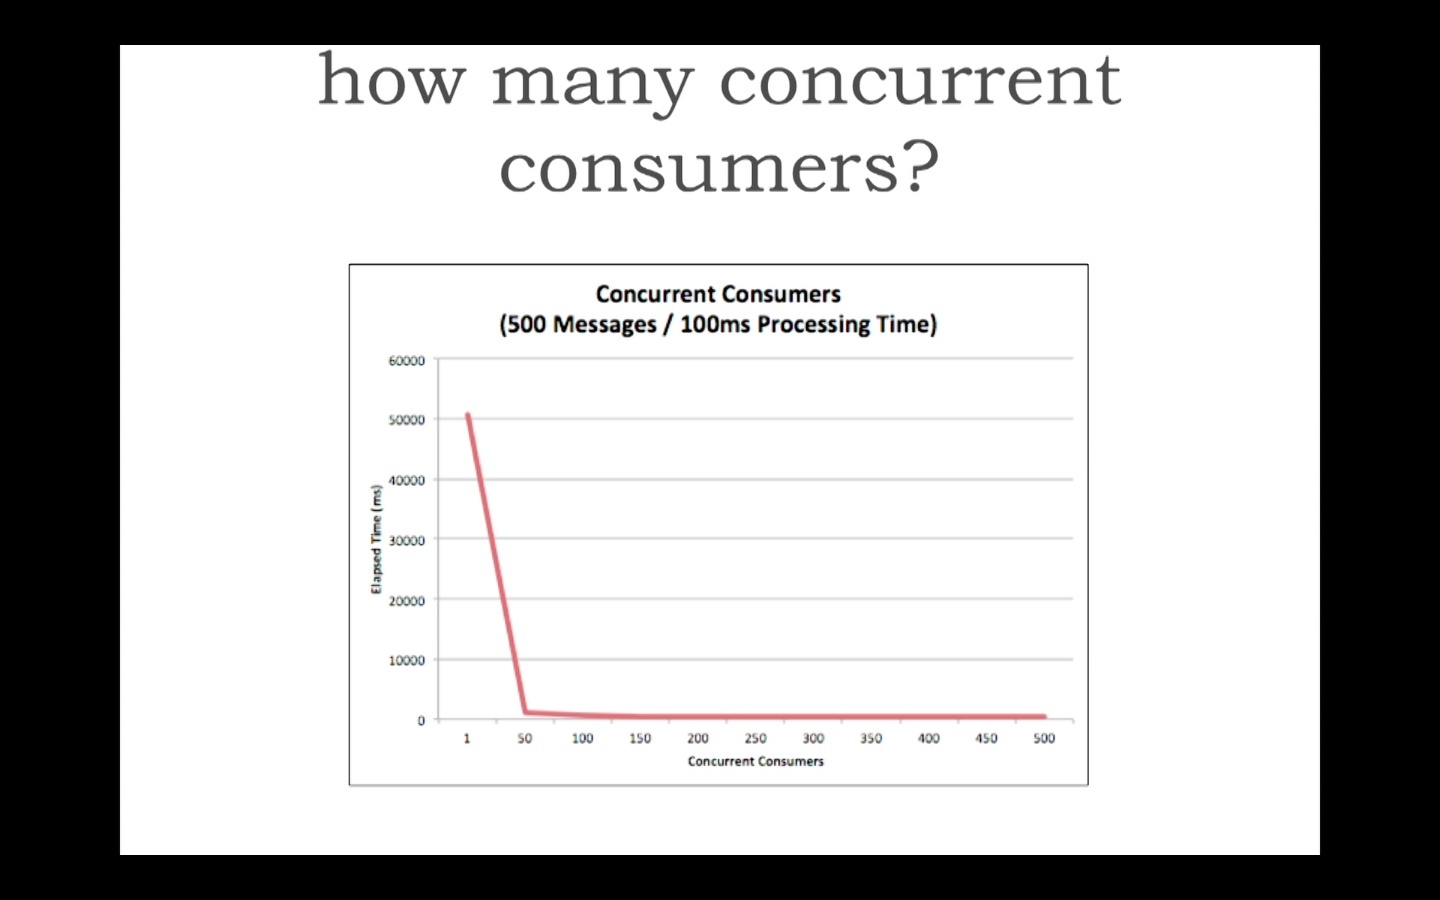 how many concurrent
consumers?
Concurrent Consumers
(500 Messages / 100ms Processing Time)
60000
50000
40000
30000
20000
10000
0
Elapsed Time (ms)
1 50 100 150 200 250 300 350 400 450 500
Concurrent Consumers